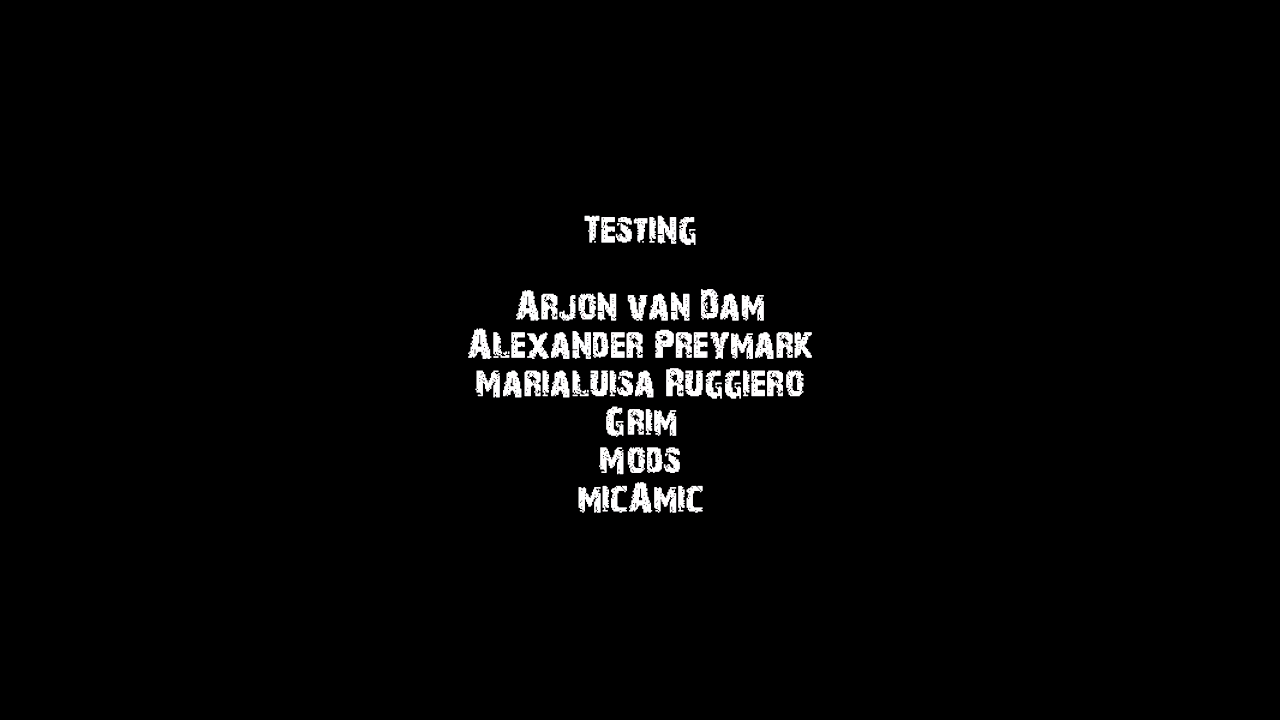 Testing
Arjon van Dam
Alexander Preymark
marialuisa Ruggiero
Grim
mods
micAmic